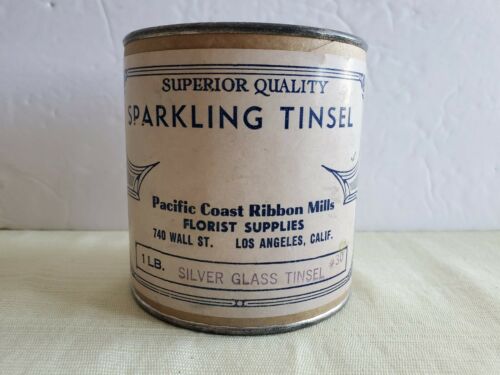 SUPERIOR QUALITY
SPARKLING TINSEL
Pacific Coast Ribbon Mills
FLORIST SUPPLIES
740 WALL ST. LOS ANGELES, CALIF.
1 LB. SILVER GLASS TINSEL #30